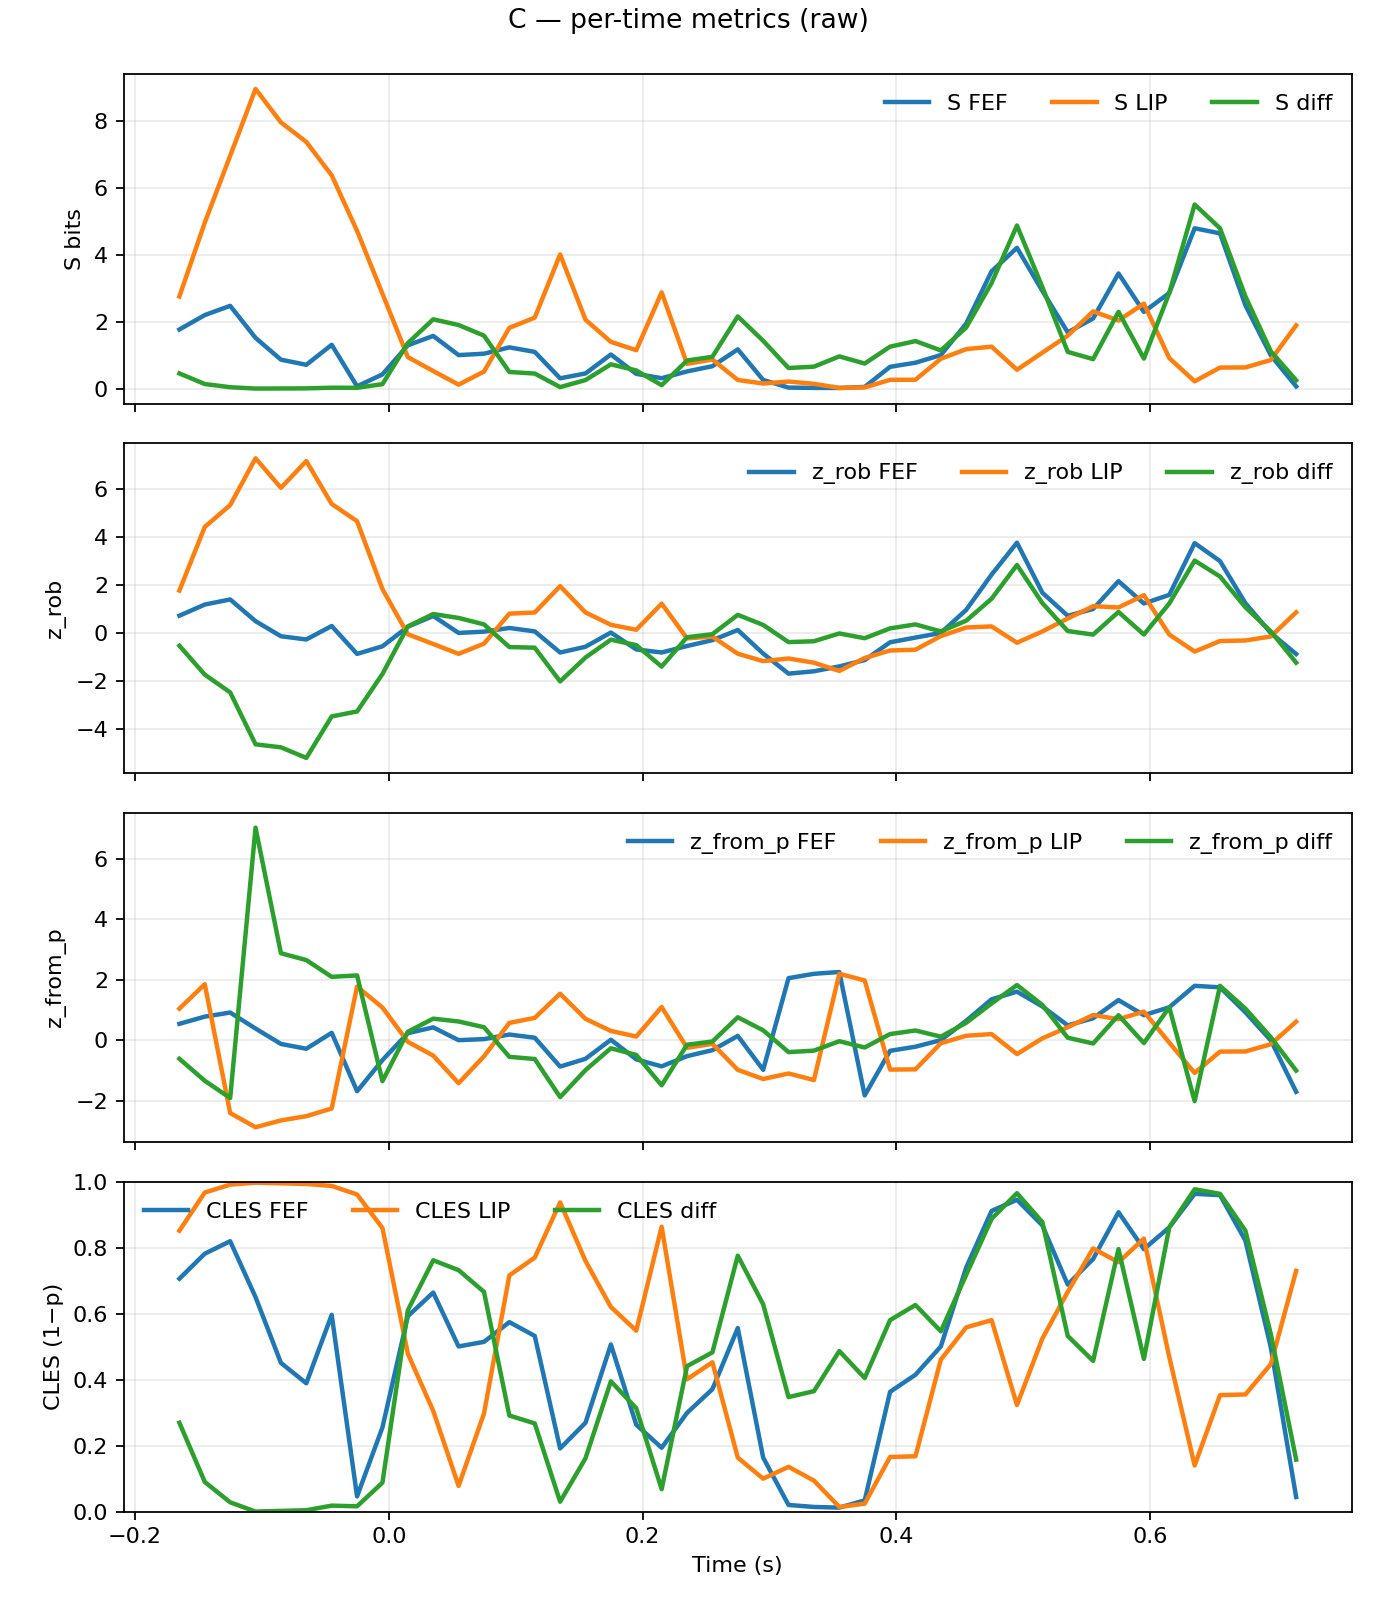 C — per-time metrics (raw)
S FEF S LIP S diff
8
6
4
2
0
S bits
z_rob FEF z_rob LIP z_rob diff
6
4
2
0
−2
−4
z_rob
z_from_p FEF z_from_p LIP z_from_p diff
6
4
2
0
−2
z_from_p
CLES FEF CLES LIP CLES diff
1.0
0.8
0.6
0.4
0.2
0.0
CLES (1−p)
−0.2 0.0 0.2 0.4 0.6
Time (s)